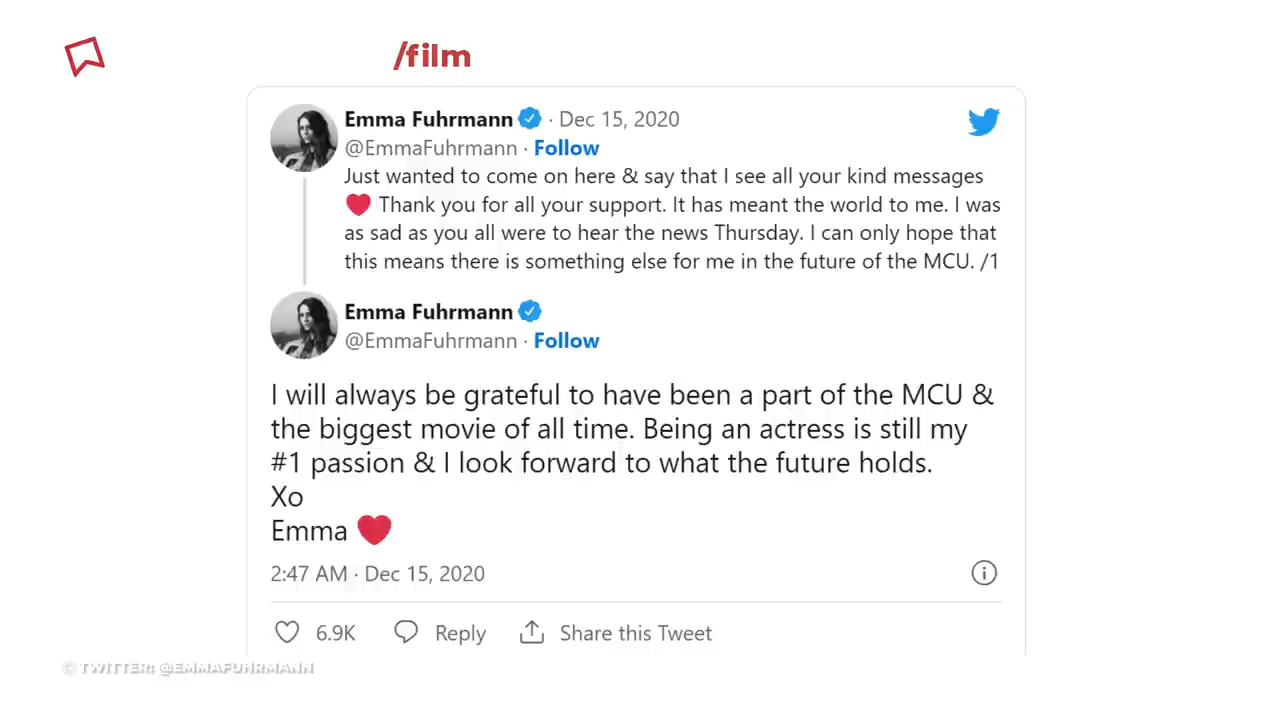 /film
Emma Fuhrmann · Dec 15, 2020
@EmmaFuhrmann · Follow
Just wanted to come on here & say that I see all your kind messages
❤️ Thank you for all your support. It has meant the world to me. I was
as sad as you all were to hear the news Thursday. I can only hope that
this means there is something else for me in the future of the MCU. /1
Emma Fuhrmann
@EmmaFuhrmann · Follow
I will always be grateful to have been a part of the MCU &
the biggest movie of all time. Being an actress is still my
#1 passion & I look forward to what the future holds.
Xo
Emma ❤️
2:47 AM · Dec 15, 2020
6.9K Reply Share this Tweet
© TWITTER: @EMMAFUHRMANN